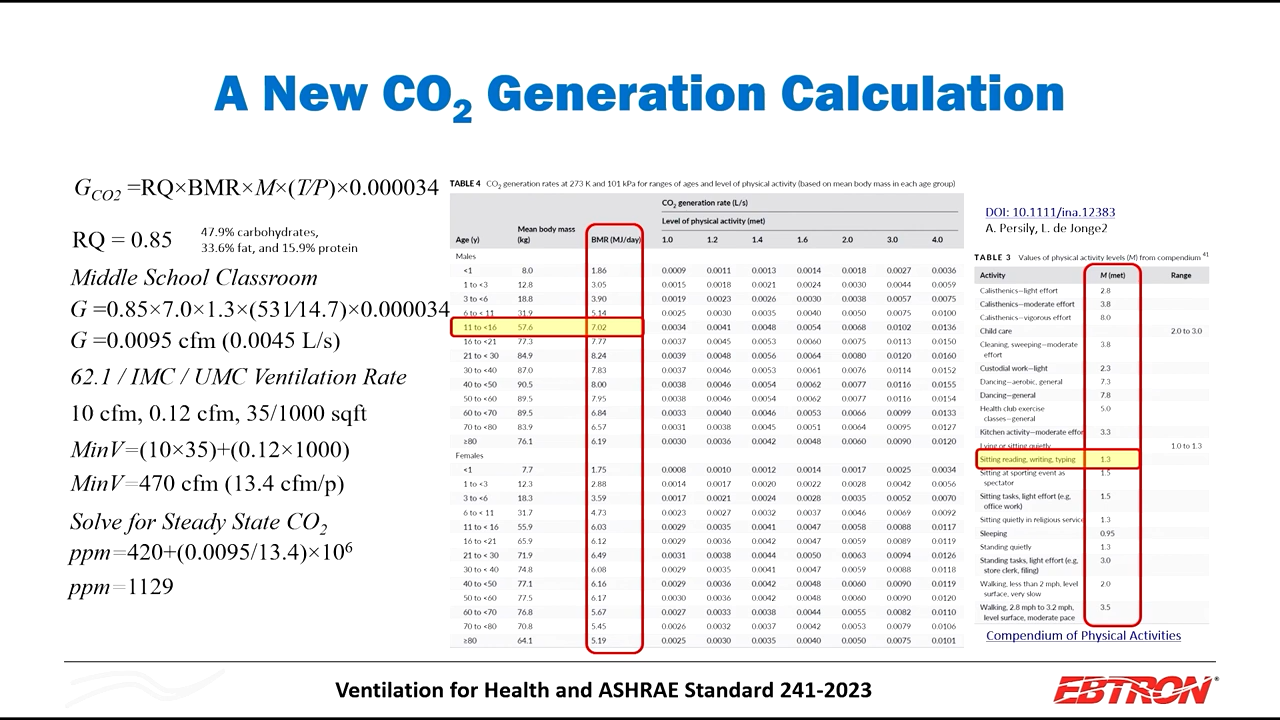 A New CO2 Generation Calculation
GCO2 =RQ×BMR×M×(T/P)×0.000034
RQ = 0.85
47.9% carbohydrates,
33.6% fat, and 15.9% protein
Middle School Classroom
G =0.85×7.0×1.3×(531/14.7)×0.000034
G =0.0095 cfm (0.0045 L/s)
62.1 / IMC / UMC Ventilation Rate
10 cfm, 0.12 cfm, 35/1000 sqft
MinV=(10×35)+(0.12×1000)
MinV=470 cfm (13.4 cfm/p)
Solve for Steady State CO2
ppm=420+(0.0095/13.4)×10⁶
ppm=1129
TABLE 4 CO2 generation rates at 273 K and 101 kPa for ranges of ages and level of physical activity (based on mean body mass in each age group)
CO2 generation rate (L/s)
Level of physical activity (met)
Age (y) Mean body mass (kg) BMR (MJ/day) 1.0 1.2 1.4 1.6 2.0 3.0 4.0
Males
<1 8.0 1.86 0.0009 0.0011 0.0013 0.0014 0.0018 0.0027 0.0036
1 to <3 12.8 3.05 0.0015 0.0018 0.0021 0.0024 0.0030 0.0044 0.0059
3 to <6 18.8 3.90 0.0019 0.0023 0.0026 0.0030 0.0038 0.0057 0.0075
6 to < 11 31.9 5.14 0.0025 0.0030 0.0035 0.0040 0.0050 0.0075 0.0100
11 to <16 57.6 7.02 0.0034 0.0041 0.0048 0.0054 0.0068 0.0102 0.0136
16 to <21 77.3 7.77 0.0037 0.0045 0.0053 0.0060 0.0075 0.0113 0.0150
21 to < 30 84.9 8.24 0.0039 0.0048 0.0056 0.0064 0.0080 0.0120 0.0160
30 to <40 87.0 7.83 0.0037 0.0046 0.0053 0.0061 0.0076 0.0114 0.0152
40 to <50 90.5 8.00 0.0038 0.0046 0.0054 0.0062 0.0077 0.0116 0.0155
50 to <60 89.5 7.95 0.0038 0.0046 0.0054 0.0062 0.0077 0.0116 0.0154
60 to <70 89.5 6.84 0.0033 0.0040 0.0046 0.0053 0.0066 0.0099 0.0133
70 to <80 83.9 6.57 0.0031 0.0038 0.0045 0.0051 0.0064 0.0095 0.0127
≥80 76.1 6.19 0.0030 0.0036 0.0042 0.0048 0.0060 0.0090 0.0120
Females
<1 7.7 1.75 0.0008 0.0010 0.0012 0.0014 0.0017 0.0025 0.0034
1 to <3 12.3 2.88 0.0014 0.0017 0.0020 0.0022 0.0028 0.0042 0.0056
3 to <6 18.3 3.59 0.0017 0.0021 0.0024 0.0028 0.0035 0.0052 0.0070
6 to < 11 31.7 4.73 0.0023 0.0027 0.0032 0.0037 0.0046 0.0069 0.0092
11 to < 16 55.9 6.03 0.0029 0.0035 0.0041 0.0047 0.0058 0.0088 0.0117
16 to <21 65.9 6.12 0.0029 0.0036 0.0042 0.0047 0.0059 0.0089 0.0119
21 to < 30 71.9 6.49 0.0031 0.0038 0.0044 0.0050 0.0063 0.0094 0.0126
30 to < 40 74.8 6.08 0.0029 0.0035 0.0041 0.0047 0.0059 0.0088 0.0118
40 to <50 77.1 6.16 0.0029 0.0036 0.0042 0.0048 0.0060 0.0090 0.0119
50 to <60 77.5 6.17 0.0030 0.0036 0.0042 0.0048 0.0060 0.0090 0.0120
60 to <70 76.8 5.67 0.0027 0.0033 0.0038 0.0044 0.0055 0.0082 0.0110
70 to <80 70.8 5.45 0.0026 0.0032 0.0037 0.0042 0.0053 0.0079 0.0106
≥80 64.1 5.19 0.0025 0.0030 0.0035 0.0040 0.0050 0.0075 0.0101
DOI: 10.1111/ina.12383
A. Persily, L. de Jonge2
TABLE 3 Values of physical activity levels (M) from compendium 41
Activity M (met) Range
Calisthenics—light effort 2.8
Calisthenics—moderate effort 3.8
Calisthenics—vigorous effort 8.0
Child care 2.0 to 3.0
Cleaning, sweeping—moderate 3.8
effort
Custodial work—light 2.3
Dancing—aerobic, general 7.3
Dancing—general 7.8
Health club exercise 5.0
classes—general
Kitchen activity—moderate effor 3.3
Lying or sitting quietly 1.0 to 1.3
Sitting reading, writing, typing 1.3
Sitting at sporting event as 1.5
spectator
Sitting tasks, light effort (e.g, 1.5
office work)
Sitting quietly in religious service 1.3
Sleeping 0.95
Standing quietly 1.3
Standing tasks, light effort (e.g, 3.0
store clerk, filing)
Walking, less than 2 mph, level 2.0
surface, very slow
Walking, 2.8 mph to 3.2 mph, 3.5
level surface, moderate pace
Compendium of Physical Activities
Ventilation for Health and ASHRAE Standard 241-2023
EBTRON®